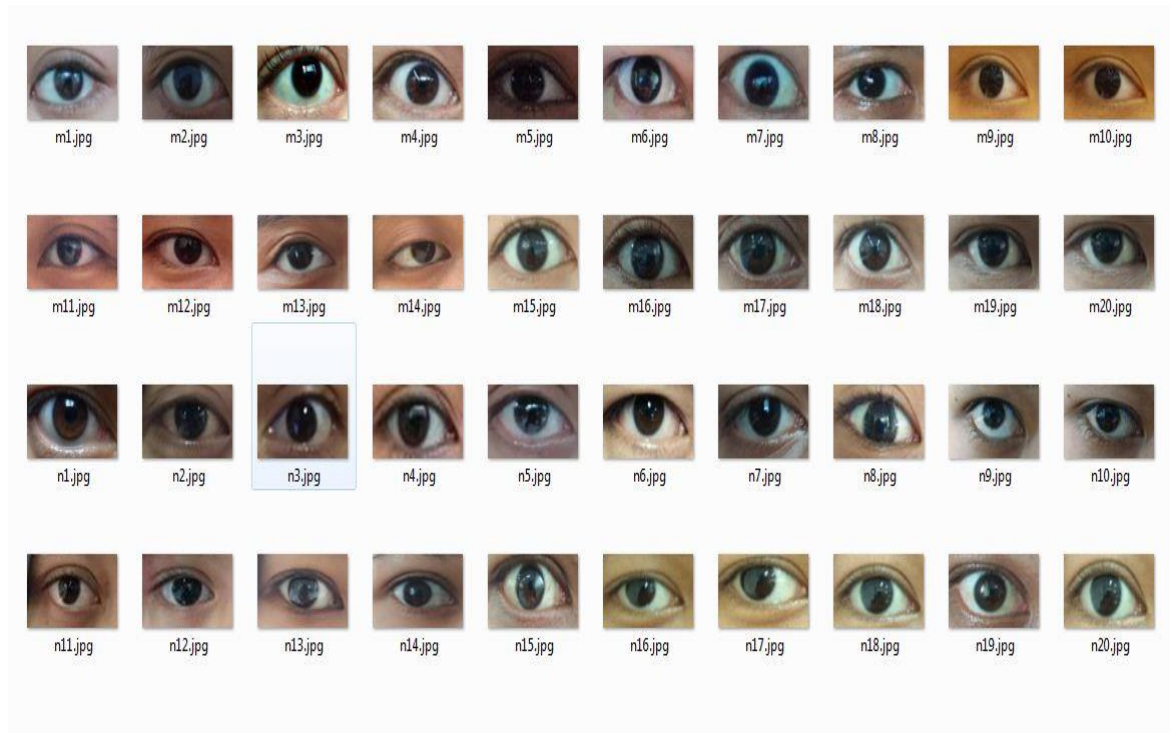 m1.jpg m2.jpg m3.jpg m4.jpg m5.jpg m6.jpg m7.jpg m8.jpg m9.jpg m10.jpg
m11.jpg m12.jpg m13.jpg m14.jpg m15.jpg m16.jpg m17.jpg m18.jpg m19.jpg m20.jpg
n1.jpg n2.jpg n3.jpg n4.jpg n5.jpg n6.jpg n7.jpg n8.jpg n9.jpg n10.jpg
n11.jpg n12.jpg n13.jpg n14.jpg n15.jpg n16.jpg n17.jpg n18.jpg n19.jpg n20.jpg